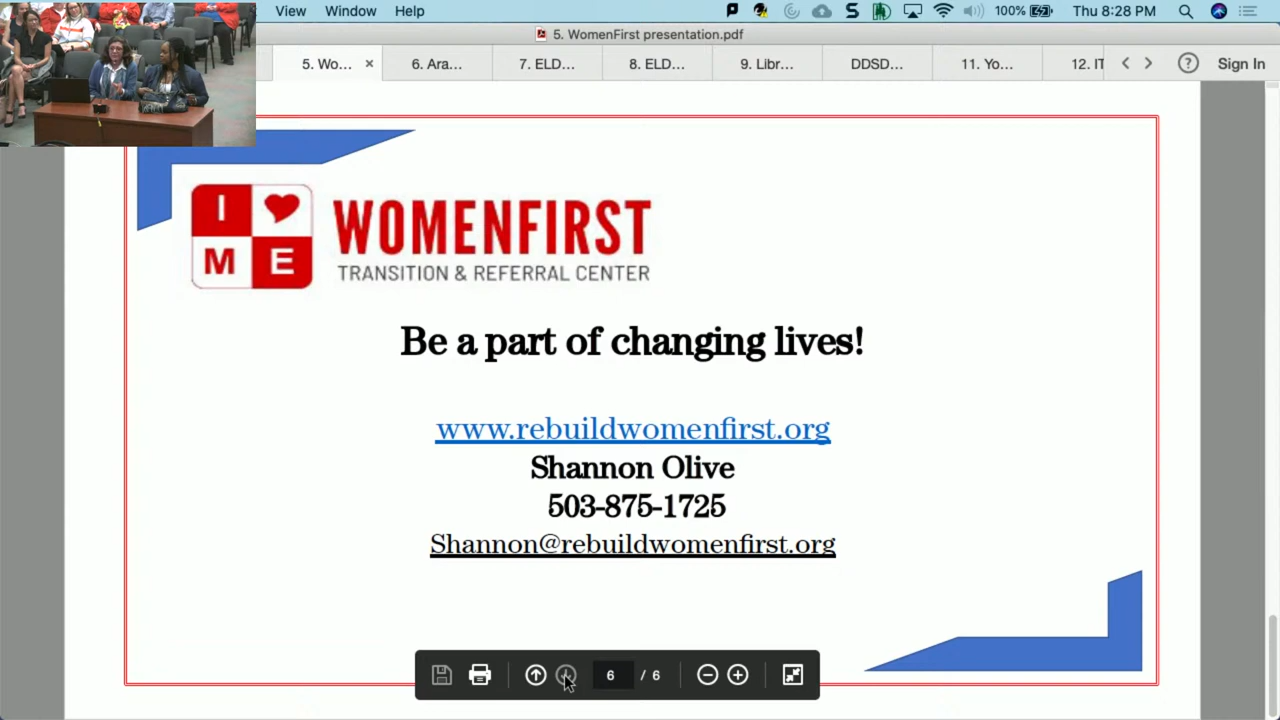 View Window Help 100% Thu 8:28 PM
5. WomenFirst presentation.pdf
5. Wo... × 6. Ara... 7. ELD... 8. ELD... 9. Libr... DDSD... 11. Yo... 12. IT Sign In
I
M E
WOMENFIRST
TRANSITION & REFERRAL CENTER
Be a part of changing lives!
www.rebuildwomenfirst.org
Shannon Olive
503-875-1725
Shannon@rebuildwomenfirst.org
6 / 6